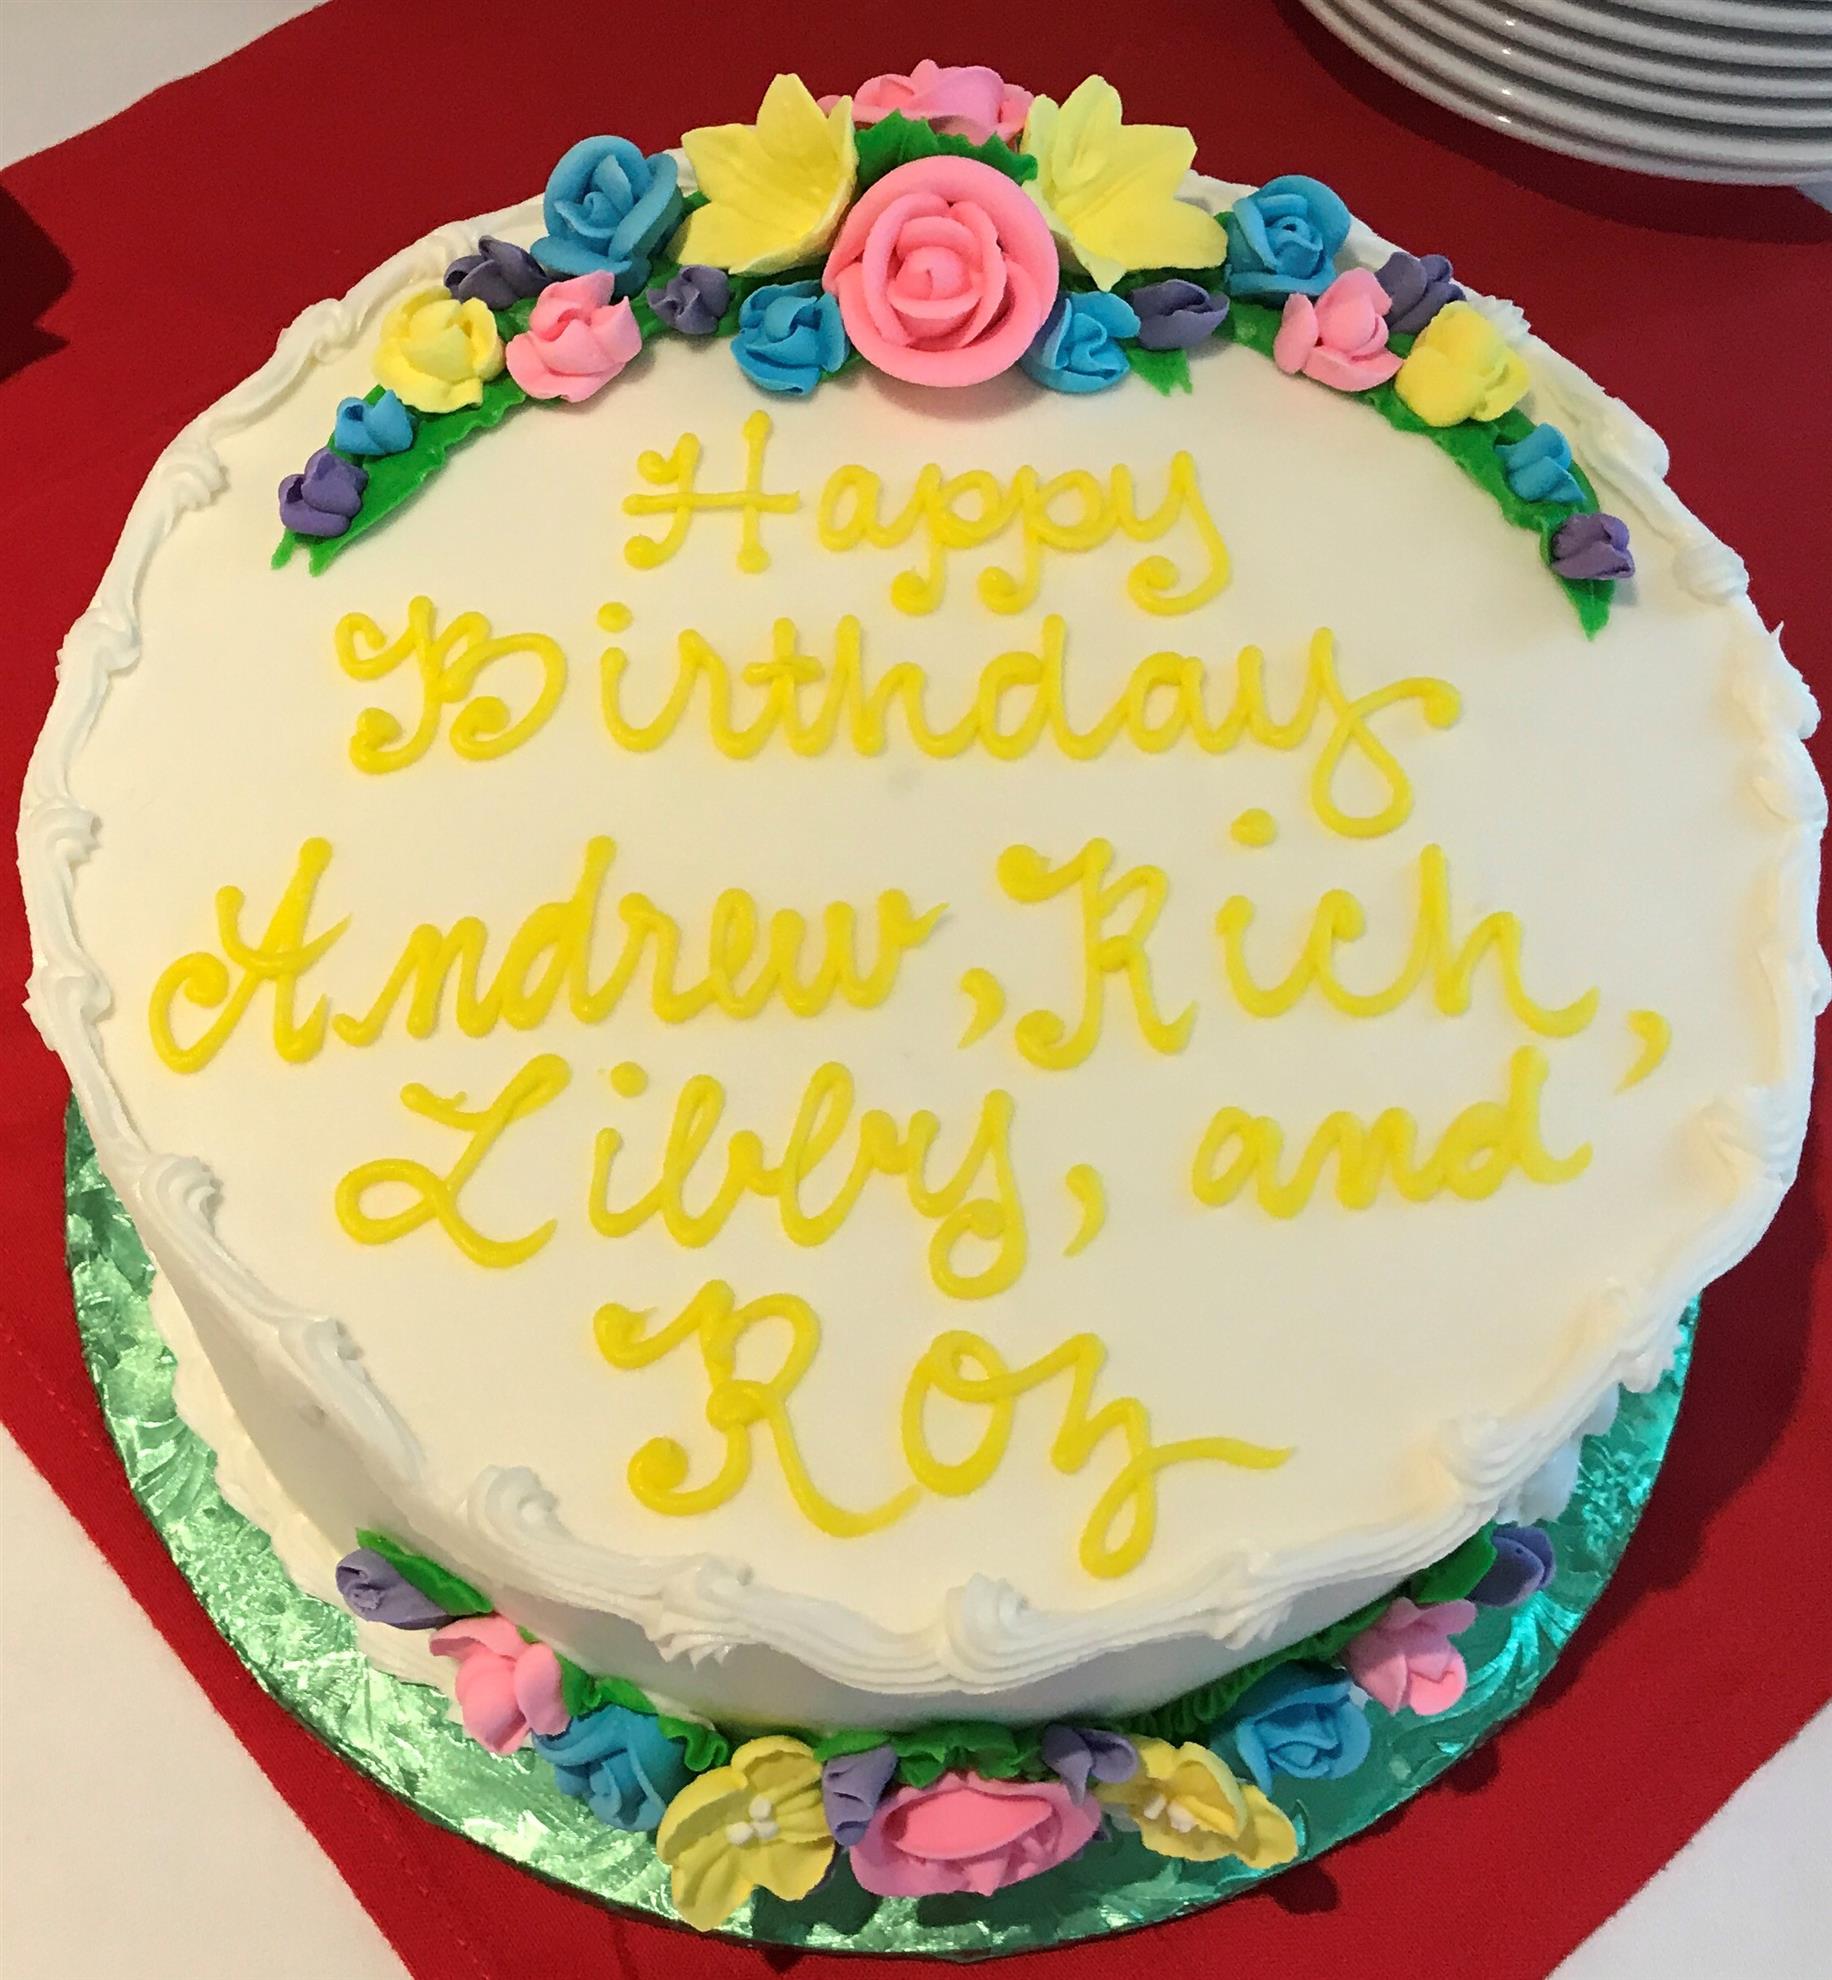 Happy
Birthday
Andrew, Rich,
Libby, and
Roz